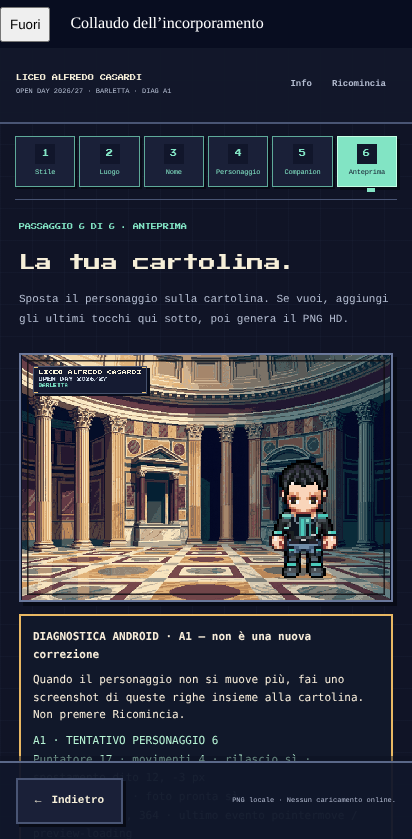 Fuori
Collaudo dell'incorporamento
LICEO ALFREDO CASARDI
OPEN DAY 2026/27 · BARLETTA · DIAG A1
Info
Ricomincia
1
2
3
4
5
6
Stile
Luogo
Nome
Personaggio
Companion
Anteprima
PASSAGGIO 6 DI 6 · ANTEPRIMA
La tua cartolina.
Sposta il personaggio sulla cartolina. Se vuoi, aggiungi
gli ultimi tocchi qui sotto, poi genera il PNG HD.
LICEO ALFREDO CASARDI
OPEN DAY 2026/27
BARLETTA
DIAGNOSTICA ANDROID · A1 — non è una nuova
correzione
Quando il personaggio non si muove più, fai uno
screenshot di queste righe insieme alla cartolina.
Non premere Ricomincia.
A1 · TENTATIVO PERSONAGGIO 6
Puntatore 17 · movimenti 4 · rilascio sì ·
← Indietro
PNG locale · Nessun caricamento online.